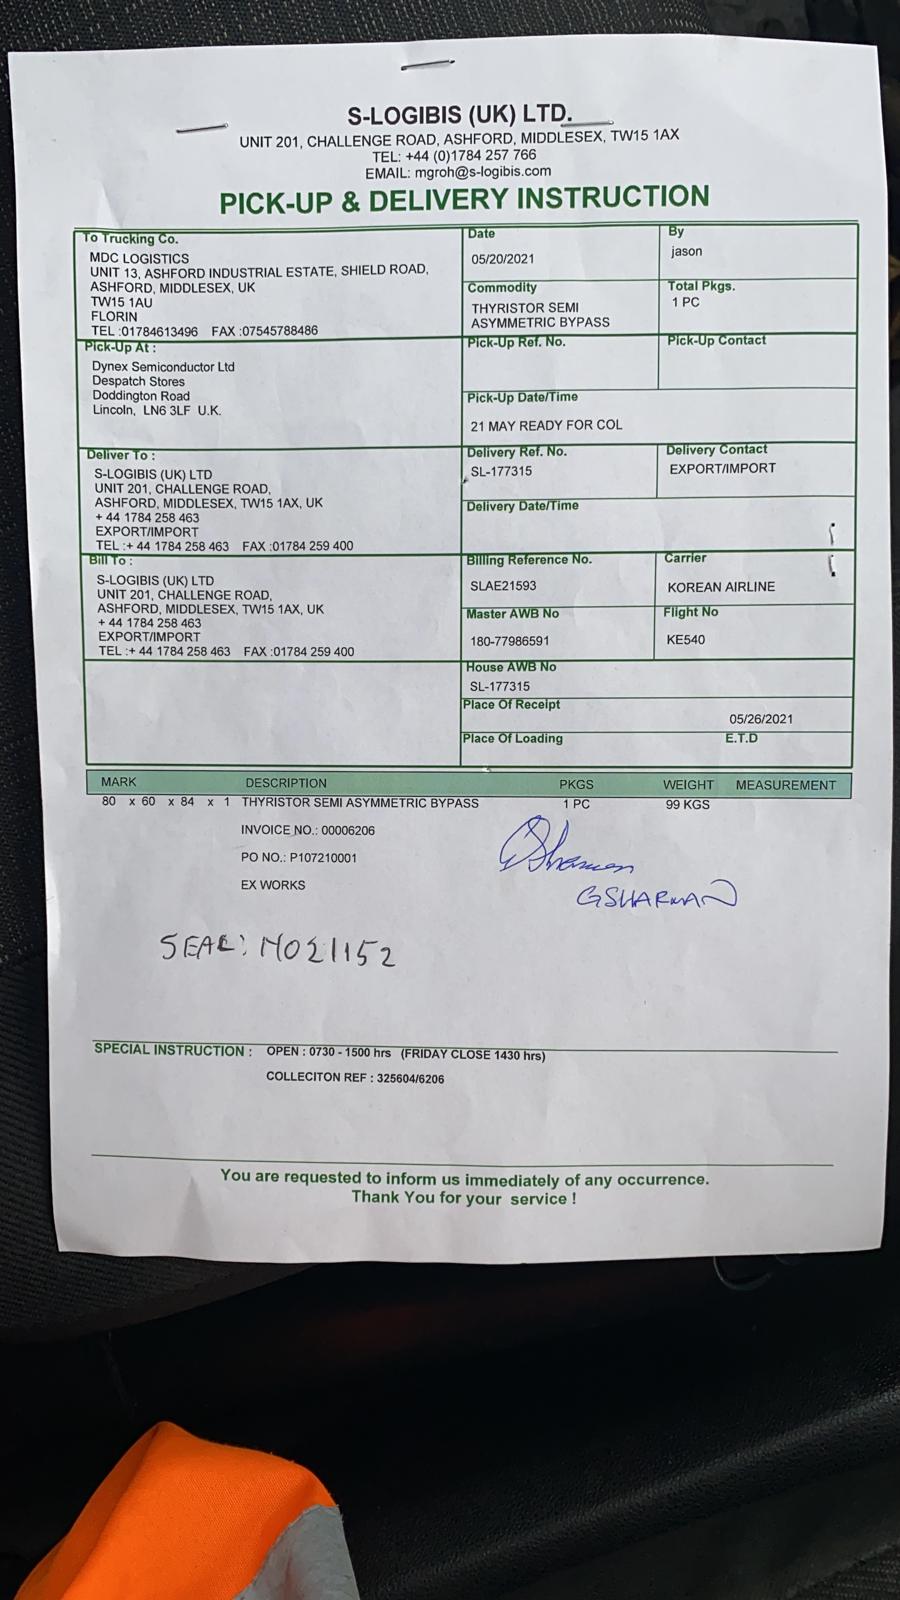 S-LOGIBIS (UK) LTD.
UNIT 201, CHALLENGE ROAD, ASHFORD, MIDDLESEX, TW15 1AX
TEL: +44 (0)1784 257 766
EMAIL: mgroh@s-logibis.com
PICK-UP & DELIVERY INSTRUCTION
To Trucking Co.
MDC LOGISTICS
UNIT 13, ASHFORD INDUSTRIAL ESTATE, SHIELD ROAD,
ASHFORD, MIDDLESEX, UK
TW15 1AU
FLORIN
TEL :01784613496 FAX :07545788486
Date
05/20/2021
By
jason
Commodity
THYRISTOR SEMI
ASYMMETRIC BYPASS
Total Pkgs.
1 PC
Pick-Up At :
Dynex Semiconductor Ltd
Despatch Stores
Doddington Road
Lincoln, LN6 3LF U.K.
Pick-Up Ref. No.
Pick-Up Contact
Pick-Up Date/Time
21 MAY READY FOR COL
Deliver To :
S-LOGIBIS (UK) LTD
UNIT 201, CHALLENGE ROAD,
ASHFORD, MIDDLESEX, TW15 1AX, UK
+ 44 1784 258 463
EXPORT/IMPORT
TEL :+ 44 1784 258 463 FAX :01784 259 400
Delivery Ref. No.
SL-177315
Delivery Contact
EXPORT/IMPORT
Delivery Date/Time
Bill To :
S-LOGIBIS (UK) LTD
UNIT 201, CHALLENGE ROAD,
ASHFORD, MIDDLESEX, TW15 1AX, UK
+ 44 1784 258 463
EXPORT/IMPORT
TEL :+ 44 1784 258 463 FAX :01784 259 400
Billing Reference No.
SLAE21593
Carrier
KOREAN AIRLINE
Master AWB No
180-77986591
Flight No
KE540
House AWB No
SL-177315
Place Of Receipt
05/26/2021
Place Of Loading E.T.D
MARK DESCRIPTION PKGS WEIGHT MEASUREMENT
80 x 60 x 84 x 1 THYRISTOR SEMI ASYMMETRIC BYPASS 1 PC 99 KGS
INVOICE NO.: 00006206
PO NO.: P107210001
EX WORKS
GSHARMAN
SEAL: N021152
SPECIAL INSTRUCTION : OPEN : 0730 - 1500 hrs (FRIDAY CLOSE 1430 hrs)
COLLECITON REF : 325604/6206
You are requested to inform us immediately of any occurrence.
Thank You for your service !